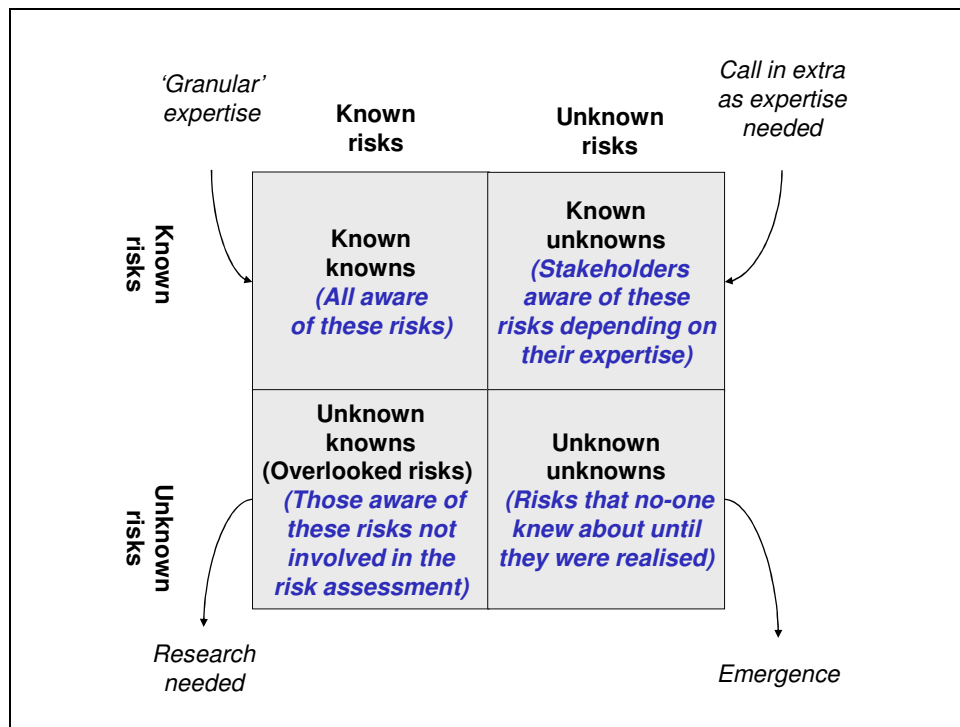 ‘Granular’
expertise
Call in extra
as expertise
needed
Known
risks
Unknown
risks
Known
risks
Known
knowns
(All aware
of these risks)
Known
unknowns
(Stakeholders
aware of these
risks depending on
their expertise)
Unknown
risks
Unknown
knowns
(Overlooked risks)
(Those aware of
these risks not
involved in the
risk assessment)
Unknown
unknowns
(Risks that no-one
knew about until
they were realised)
Research
needed
Emergence